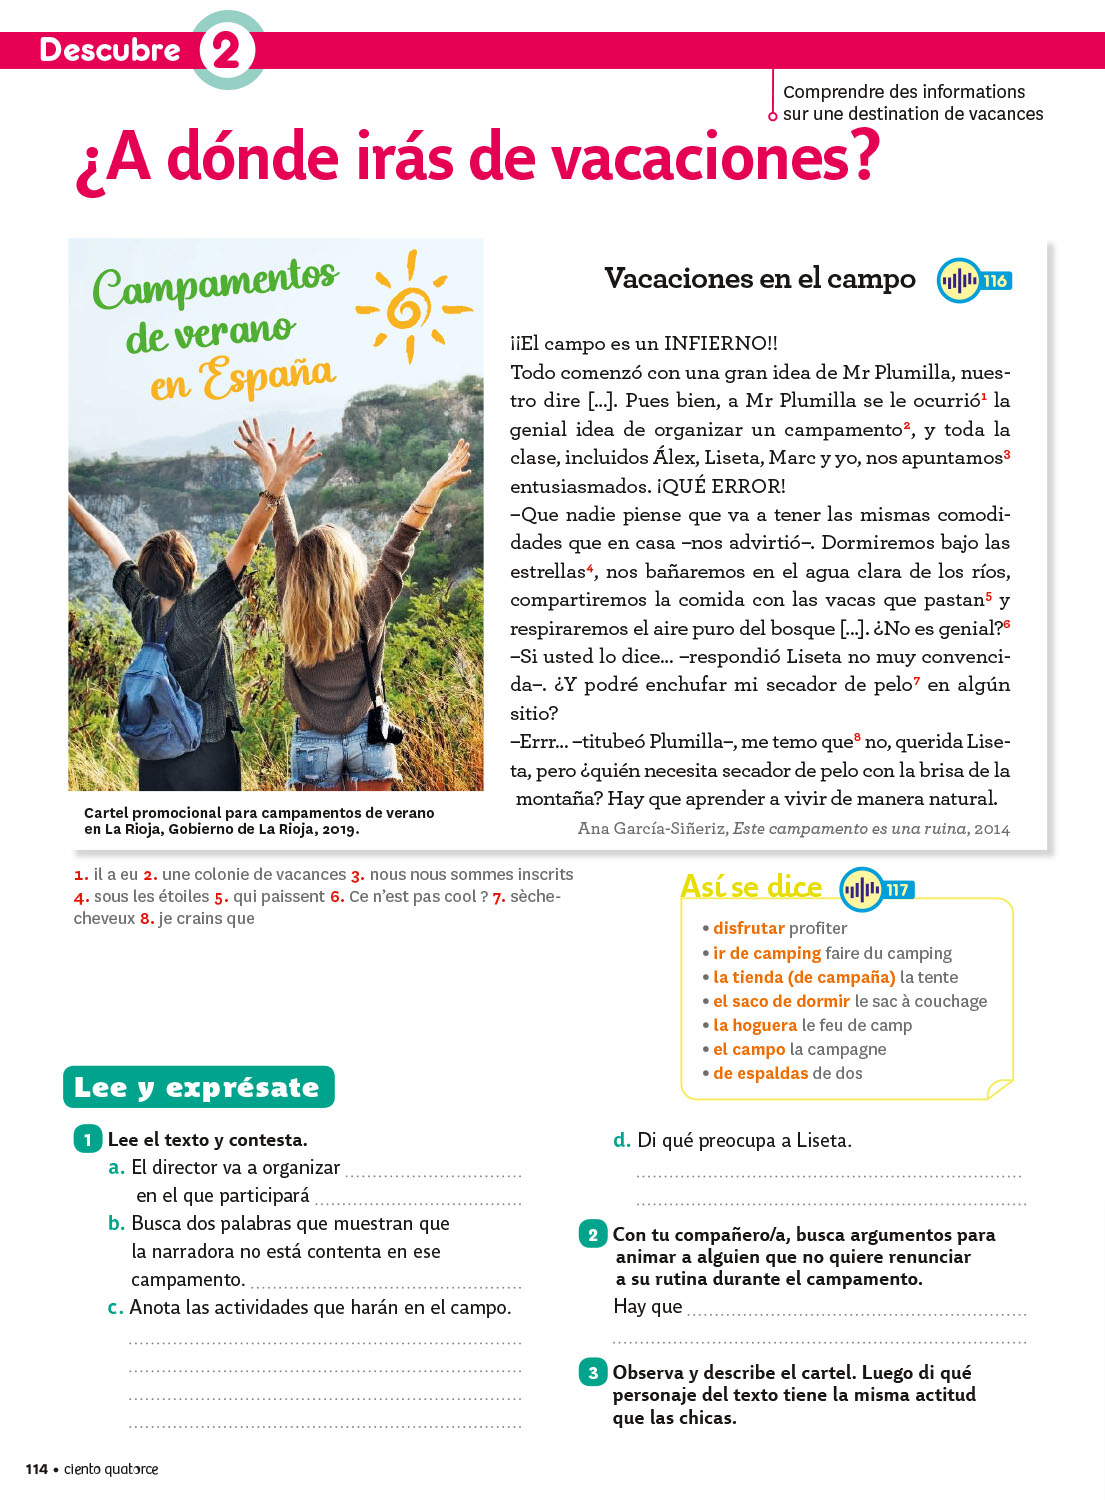 Descubre 2
Comprendre des informations
sur une destination de vacances
¿A dónde irás de vacaciones?
Campamentos
de verano
en España
Cartel promocional para campamentos de verano
en La Rioja, Gobierno de La Rioja, 2019.
Vacaciones en el campo 116
¡¡El campo es un INFIERNO!!
Todo comenzó con una gran idea de Mr Plumilla, nues-
tro dire [...]. Pues bien, a Mr Plumilla se le ocurrió1 la
genial idea de organizar un campamento2, y toda la
clase, incluidos Álex, Liseta, Marc y yo, nos apuntamos3
entusiasmados. ¡QUÉ ERROR!
–Que nadie piense que va a tener las mismas comodi-
dades que en casa –nos advirtió–. Dormiremos bajo las
estrellas4, nos bañaremos en el agua clara de los ríos,
compartiremos la comida con las vacas que pastan5 y
respiraremos el aire puro del bosque [...]. ¿No es genial?6
–Si usted lo dice... –respondió Liseta no muy convenci-
da–. ¿Y podré enchufar mi secador de pelo7 en algún
sitio?
–Errr... –titubeó Plumilla–, me temo que8 no, querida Lise-
ta, pero ¿quién necesita secador de pelo con la brisa de la
montaña? Hay que aprender a vivir de manera natural.
Ana García-Siñeriz, Este campamento es una ruina, 2014
1. il a eu 2. une colonie de vacances 3. nous nous sommes inscrits
4. sous les étoiles 5. qui paissent 6. Ce n'est pas cool ? 7. sèche-
cheveux 8. je crains que
Así se dice 117
• disfrutar profiter
• ir de camping faire du camping
• la tienda (de campaña) la tente
• el saco de dormir le sac à couchage
• la hoguera le feu de camp
• el campo la campagne
• de espaldas de dos
Lee y exprésate
1 Lee el texto y contesta.
a. El director va a organizar
en el que participará
b. Busca dos palabras que muestran que
la narradora no está contenta en ese
campamento.
c. Anota las actividades que harán en el campo.
d. Di qué preocupa a Liseta.
2 Con tu compañero/a, busca argumentos para
animar a alguien que no quiere renunciar
a su rutina durante el campamento.
Hay que
3 Observa y describe el cartel. Luego di qué
personaje del texto tiene la misma actitud
que las chicas.
114 • ciento quatorce